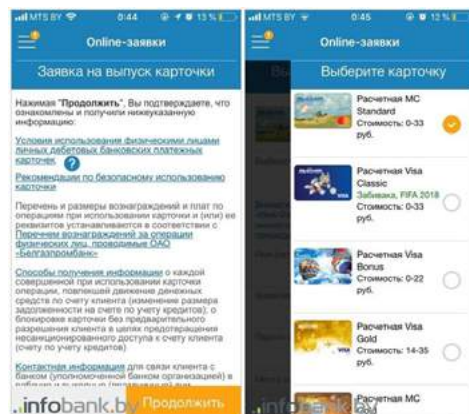 MTS BY 0:44 13 %
Online-заявки
Заявка на выпуск карточки
Нажимая "Продолжить", Вы подтверждаете, что
ознакомлены и получили нижеуказанную
информацию:
Условия использования физическими лицами
личных дебетовых банковских платежных
карточек
?
Рекомендации по безопасному использованию
карточки
Перечень и размеры вознаграждений и плат по
операциям при использовании карточки и (или) ее
реквизитов устанавливаются в соответствии с
Перечнем вознаграждений за операции
физических лиц, проводимые ОАО
«Белгазпромбанк»
Способы получения информации о каждой
совершенной при использовании карточки
операции, повлекшей движение денежных
средств по счету клиента (изменение размера
задолженности на счете по учету кредитов); о
блокировке карточки без предварительного
разрешения клиента в целях предотвращения
несанкционированного доступа к счету клиента
(счету по учету кредитов)
Контактная информация для связи клиента с
банком (уполномоченной банком организацией) в
Продолжить
infobank.by
MTS BY 0:45 12 %
Online-заявки
Выберите карточку
Расчетная MC
Standard
Стоимость: 0-33
руб.
Расчетная Visa
Classic
Забивака, FIFA 2018
Стоимость: 0-33
руб.
Расчетная Visa
Bonus
Стоимость: 0-22
руб.
Расчетная Visa
Gold
Стоимость: 14-35
руб.
Расчетная MC
infobank.by